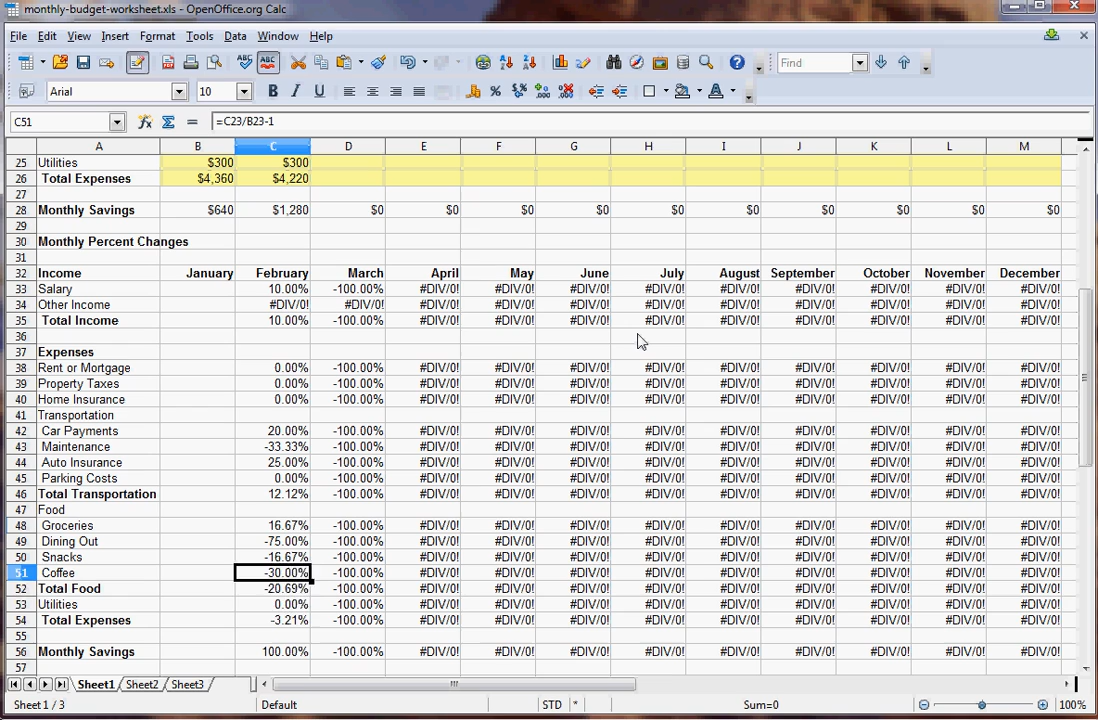 monthly-budget-worksheet.xls - OpenOffice.org Calc
File Edit View Insert Format Tools Data Window Help
Find
Arial 10
C51 =C23/B23-1
A B C D E F G H I J K L M
25 Utilities $300 $300
26 Total Expenses $4,360 $4,220
27
28 Monthly Savings $640 $1,280 $0 $0 $0 $0 $0 $0 $0 $0 $0 $0
29
30 Monthly Percent Changes
31
32 Income January February March April May June July August September October November December
33 Salary 10.00% -100.00% #DIV/0! #DIV/0! #DIV/0! #DIV/0! #DIV/0! #DIV/0! #DIV/0! #DIV/0! #DIV/0!
34 Other Income #DIV/0! #DIV/0! #DIV/0! #DIV/0! #DIV/0! #DIV/0! #DIV/0! #DIV/0! #DIV/0! #DIV/0! #DIV/0!
35 Total Income 10.00% -100.00% #DIV/0! #DIV/0! #DIV/0! #DIV/0! #DIV/0! #DIV/0! #DIV/0! #DIV/0! #DIV/0!
36
37 Expenses
38 Rent or Mortgage 0.00% -100.00% #DIV/0! #DIV/0! #DIV/0! #DIV/0! #DIV/0! #DIV/0! #DIV/0! #DIV/0! #DIV/0!
39 Property Taxes 0.00% -100.00% #DIV/0! #DIV/0! #DIV/0! #DIV/0! #DIV/0! #DIV/0! #DIV/0! #DIV/0! #DIV/0!
40 Home Insurance 0.00% -100.00% #DIV/0! #DIV/0! #DIV/0! #DIV/0! #DIV/0! #DIV/0! #DIV/0! #DIV/0! #DIV/0!
41 Transportation
42 Car Payments 20.00% -100.00% #DIV/0! #DIV/0! #DIV/0! #DIV/0! #DIV/0! #DIV/0! #DIV/0! #DIV/0! #DIV/0!
43 Maintenance -33.33% -100.00% #DIV/0! #DIV/0! #DIV/0! #DIV/0! #DIV/0! #DIV/0! #DIV/0! #DIV/0! #DIV/0!
44 Auto Insurance 25.00% -100.00% #DIV/0! #DIV/0! #DIV/0! #DIV/0! #DIV/0! #DIV/0! #DIV/0! #DIV/0! #DIV/0!
45 Parking Costs 0.00% -100.00% #DIV/0! #DIV/0! #DIV/0! #DIV/0! #DIV/0! #DIV/0! #DIV/0! #DIV/0! #DIV/0!
46 Total Transportation 12.12% -100.00% #DIV/0! #DIV/0! #DIV/0! #DIV/0! #DIV/0! #DIV/0! #DIV/0! #DIV/0! #DIV/0!
47 Food
48 Groceries 16.67% -100.00% #DIV/0! #DIV/0! #DIV/0! #DIV/0! #DIV/0! #DIV/0! #DIV/0! #DIV/0! #DIV/0!
49 Dining Out -75.00% -100.00% #DIV/0! #DIV/0! #DIV/0! #DIV/0! #DIV/0! #DIV/0! #DIV/0! #DIV/0! #DIV/0!
50 Snacks -16.67% -100.00% #DIV/0! #DIV/0! #DIV/0! #DIV/0! #DIV/0! #DIV/0! #DIV/0! #DIV/0! #DIV/0!
51 Coffee -30.00% -100.00% #DIV/0! #DIV/0! #DIV/0! #DIV/0! #DIV/0! #DIV/0! #DIV/0! #DIV/0! #DIV/0!
52 Total Food -20.69% -100.00% #DIV/0! #DIV/0! #DIV/0! #DIV/0! #DIV/0! #DIV/0! #DIV/0! #DIV/0! #DIV/0!
53 Utilities 0.00% -100.00% #DIV/0! #DIV/0! #DIV/0! #DIV/0! #DIV/0! #DIV/0! #DIV/0! #DIV/0! #DIV/0!
54 Total Expenses -3.21% -100.00% #DIV/0! #DIV/0! #DIV/0! #DIV/0! #DIV/0! #DIV/0! #DIV/0! #DIV/0! #DIV/0!
55
56 Monthly Savings 100.00% -100.00% #DIV/0! #DIV/0! #DIV/0! #DIV/0! #DIV/0! #DIV/0! #DIV/0! #DIV/0! #DIV/0!
57
Sheet1 Sheet2 Sheet3
Sheet 1 / 3 Default STD * Sum=0 100%